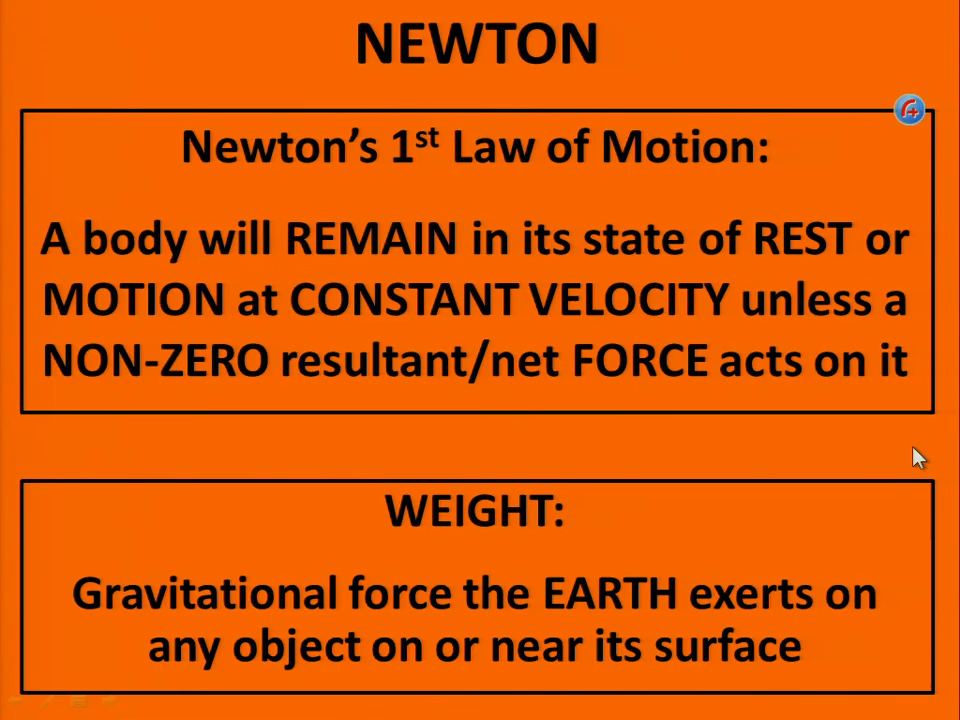 NEWTON
Newton’s 1st Law of Motion:
A body will REMAIN in its state of REST or
MOTION at CONSTANT VELOCITY unless a
NON-ZERO resultant/net FORCE acts on it
WEIGHT:
Gravitational force the EARTH exerts on
any object on or near its surface